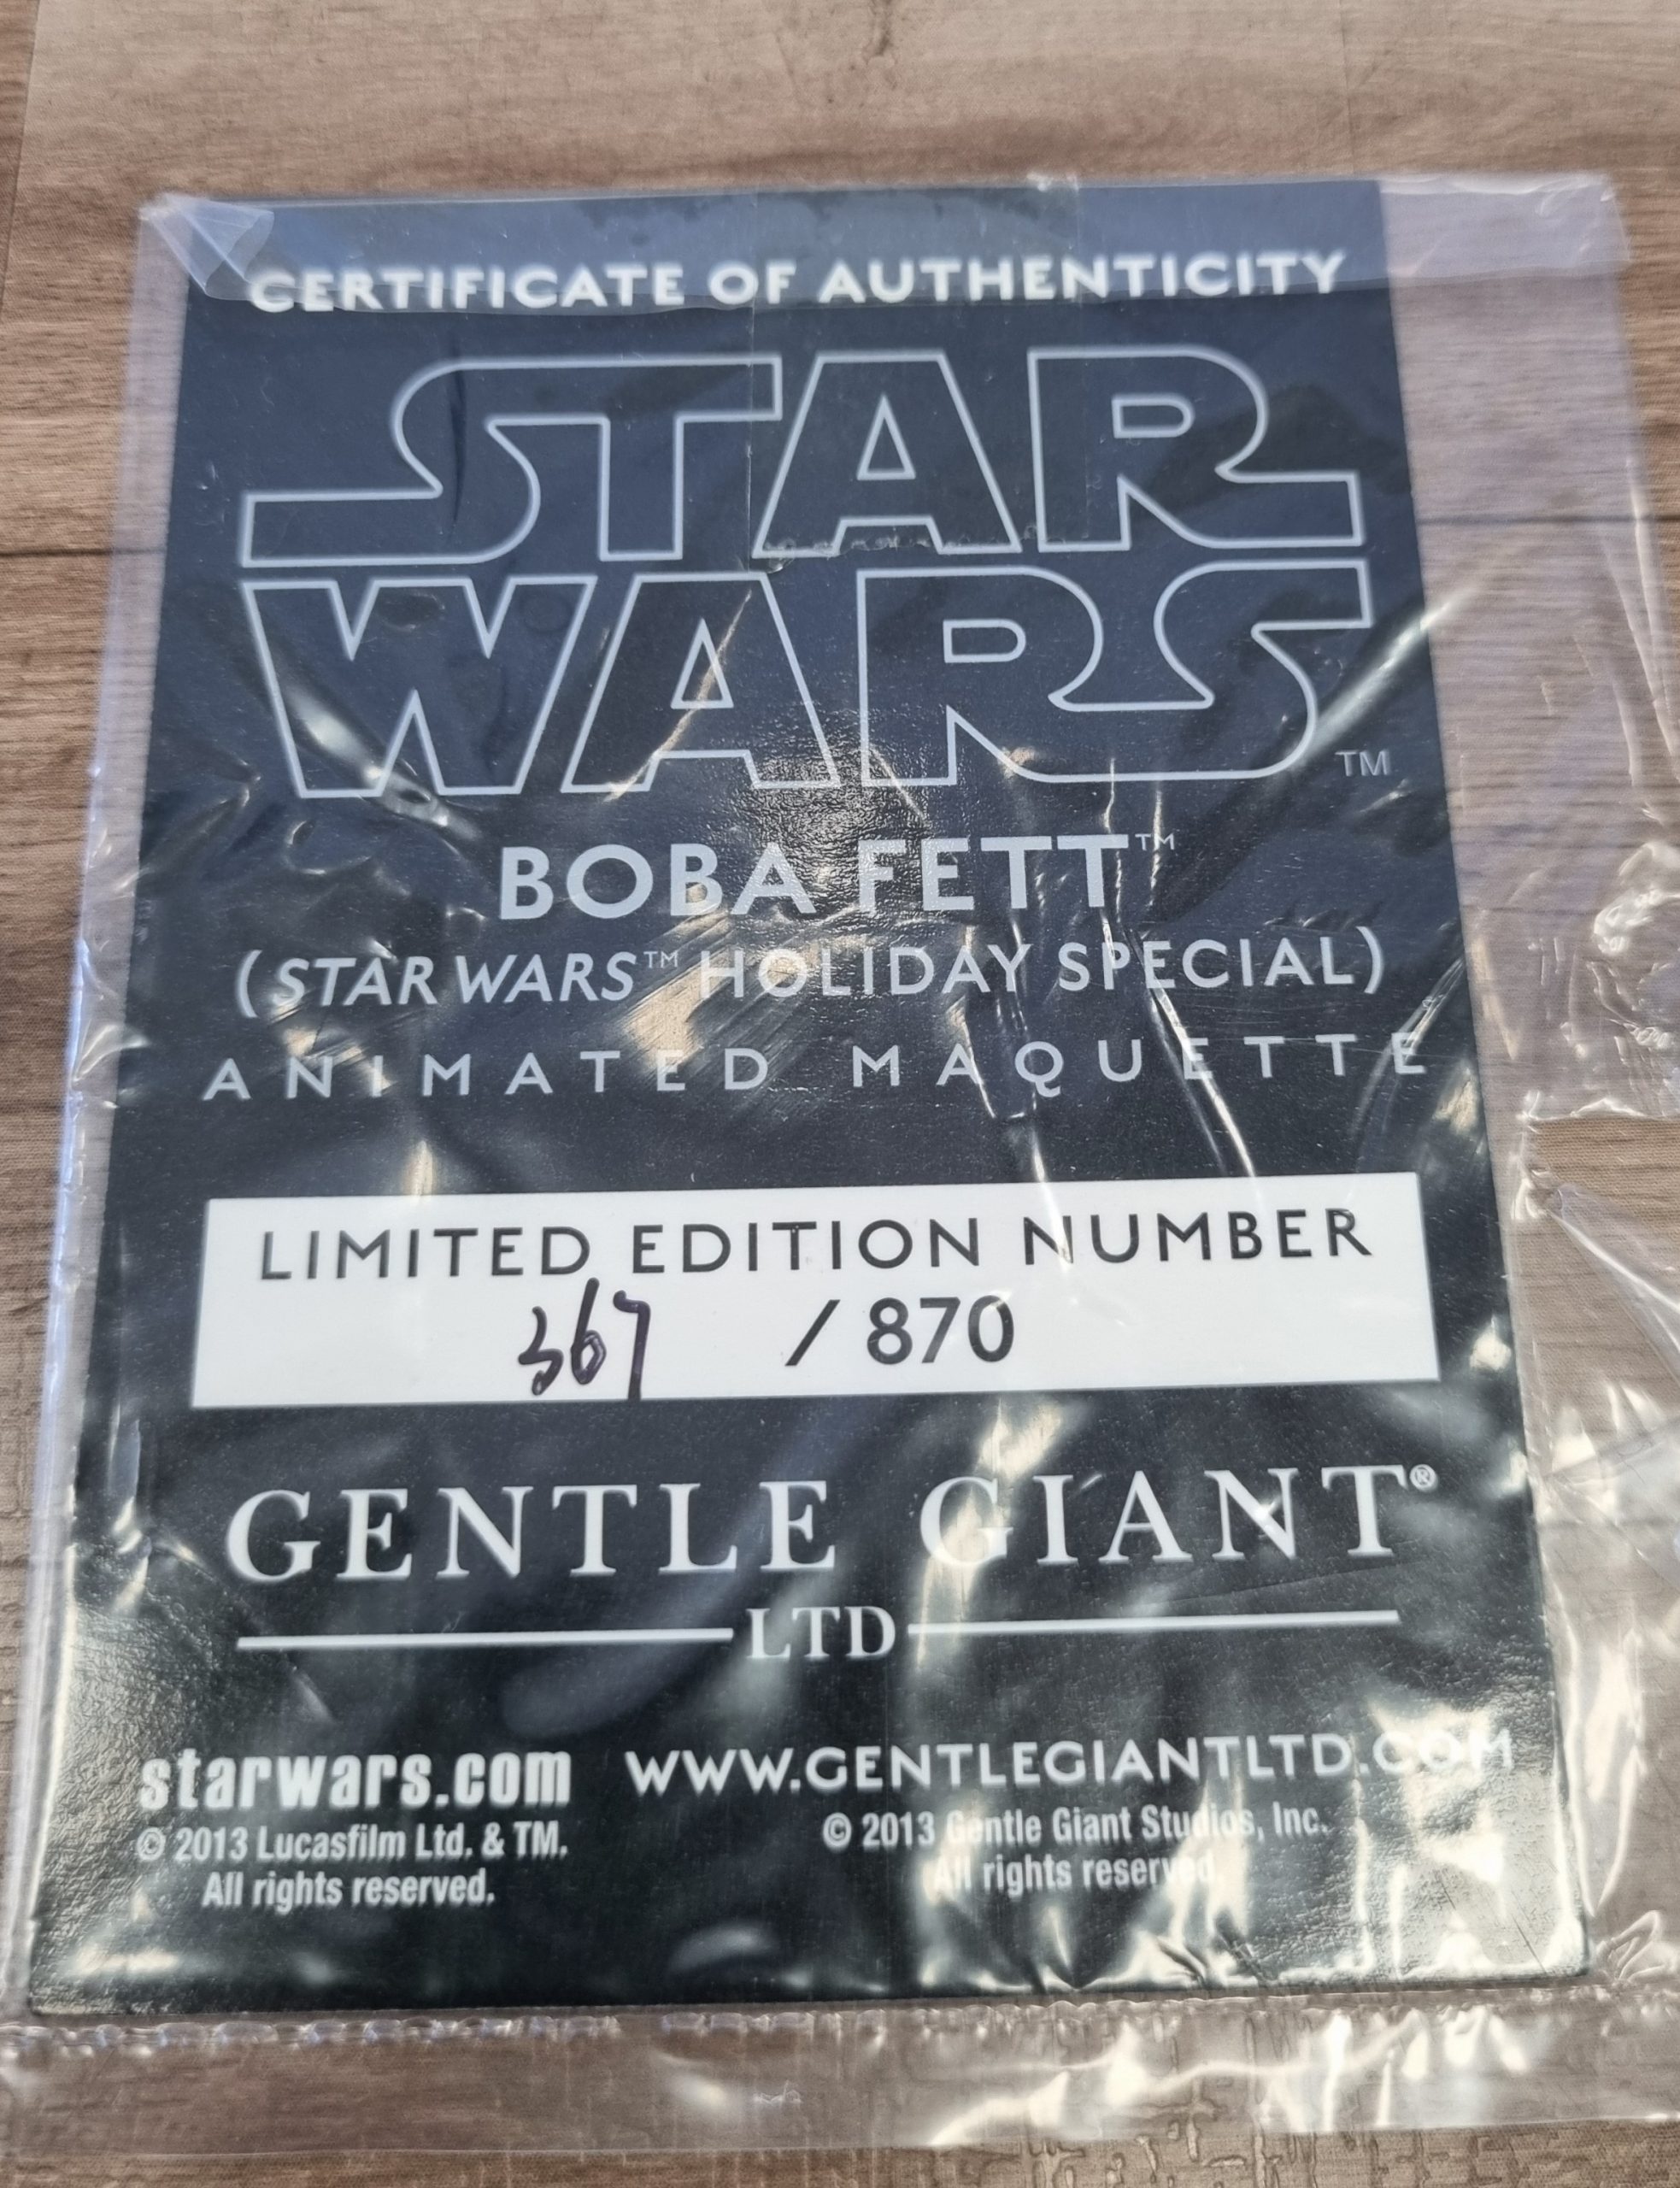 CERTIFICATE OF AUTHENTICITY
STAR
WARS™
BOBA FETT™
(STAR WARS™ HOLIDAY SPECIAL)
ANIMATED MAQUETTE
LIMITED EDITION NUMBER
367 / 870
GENTLE GIANT®
LTD
starwars.com
© 2013 Lucasfilm Ltd. & TM.
All rights reserved.
WWW.GENTLEGIANTLTD.COM
© 2013 Gentle Giant Studios, Inc.
All rights reserved.